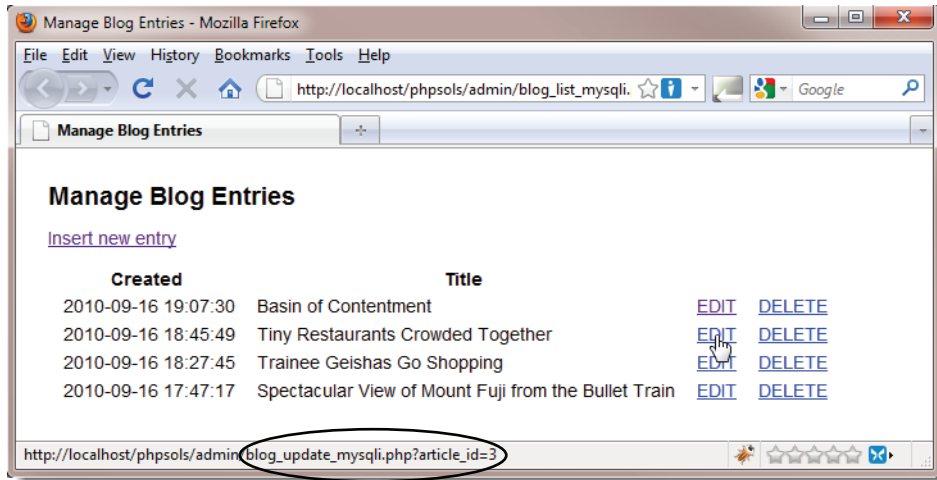 Manage Blog Entries - Mozilla Firefox
File Edit View History Bookmarks Tools Help
http://localhost/phpsols/admin/blog_list_mysqli. Google
Manage Blog Entries
Manage Blog Entries
Insert new entry
Created Title
2010-09-16 19:07:30 Basin of Contentment EDIT DELETE
2010-09-16 18:45:49 Tiny Restaurants Crowded Together EDIT DELETE
2010-09-16 18:27:45 Trainee Geishas Go Shopping EDIT DELETE
2010-09-16 17:47:17 Spectacular View of Mount Fuji from the Bullet Train EDIT DELETE
http://localhost/phpsols/admin/blog_update_mysqli.php?article_id=3